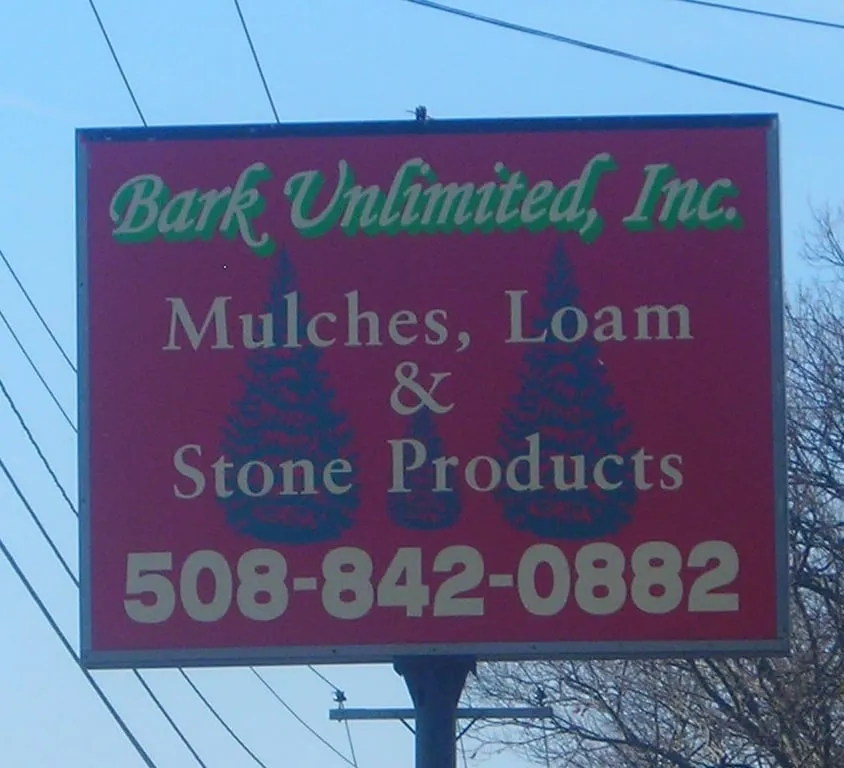 Bark Unlimited, Inc.
Mulches, Loam
&
Stone Products
508-842-0882